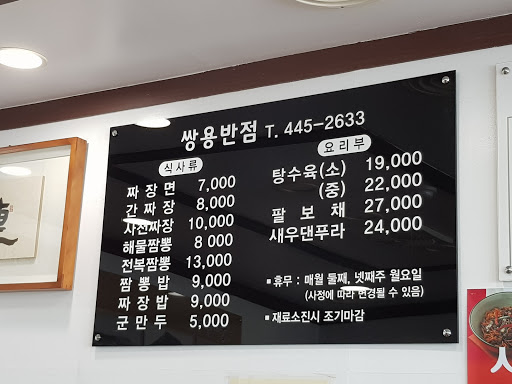 쌍용반점 T. 445-2633
식사류
짜장면 7,000
간짜장 8,000
사천짜장 10,000
해물짬뽕 8 000
전복짬뽕 13,000
짬뽕밥 9,000
짜장밥 9,000
군만두 5,000
요리부
탕수육(소) 19,000
(중) 22,000
팔보채 27,000
새우댄푸라 24,000
▪휴무 : 매월 둘째, 넷째주 월요일
(사정에 따라 변경될 수 있음)
▪재료소진시 조기마감